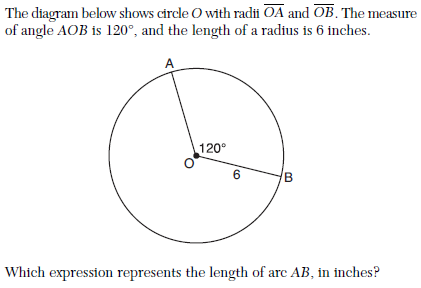 The diagram below shows circle O with radii OA and OB. The measure
of angle AOB is 120°, and the length of a radius is 6 inches.
A
120°
O
6
B
Which expression represents the length of arc AB, in inches?